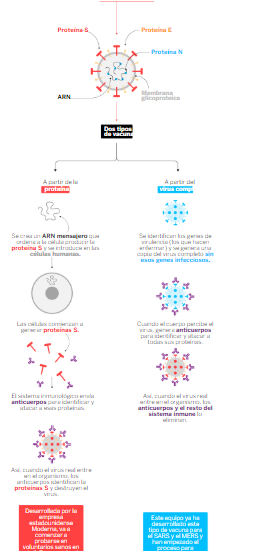 Proteína S
Proteína E
Proteína N
ARN
Membrana
glicoproteica
Dos tipos
de vacuna
A partir de la
proteína
Se crea un ARN mensajero que
ordena a la célula producir la
proteína S y se introduce en las
células humanas.
Las células comienzan a
generar proteínas S.
El sistema inmunológico envía
anticuerpos para identificar y
atacar a esas proteínas.
Así, cuando el virus real entre
en el organismo, los
anticuerpos identifican la
proteínas S y destruyen el
virus.
Desarrollada por la
empresa
estadounidense
Moderna, va a
comenzar a
probarse en
voluntarios sanos en
A partir del
virus compl
Se identifican los genes de
virulencia (los que hacen
enfermar) y se genera una
copia del virus completo sin
esos genes infecciosos.
Cuando el cuerpo percibe el
virus, genera anticuerpos
para identificar y atacar a
todas sus proteínas.
Así, cuando el virus real
entre en el organismo, los
anticuerpos y el resto del
sistema inmune lo
eliminan.
Este equipo ya ha
desarrollado este
tipo de vacuna para
el SARS y el MERS y
han empezado el
proceso para